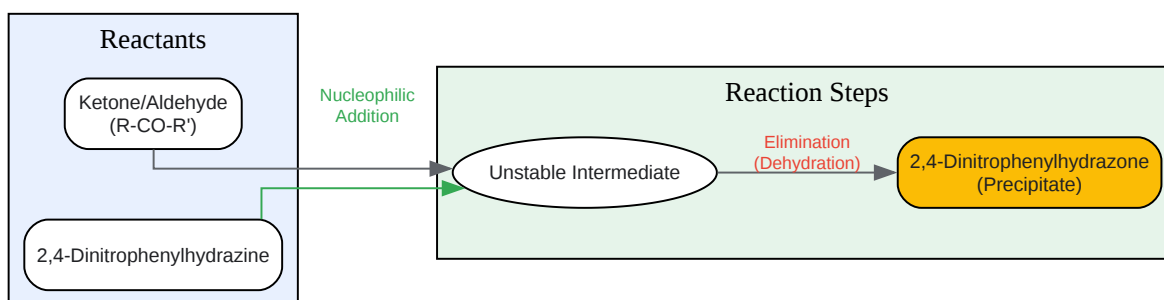 Reactants
Ketone/Aldehyde
(R-CO-R')
2,4-Dinitrophenylhydrazine
Nucleophilic
Addition
Reaction Steps
Unstable Intermediate
Elimination
(Dehydration)
2,4-Dinitrophenylhydrazone
(Precipitate)